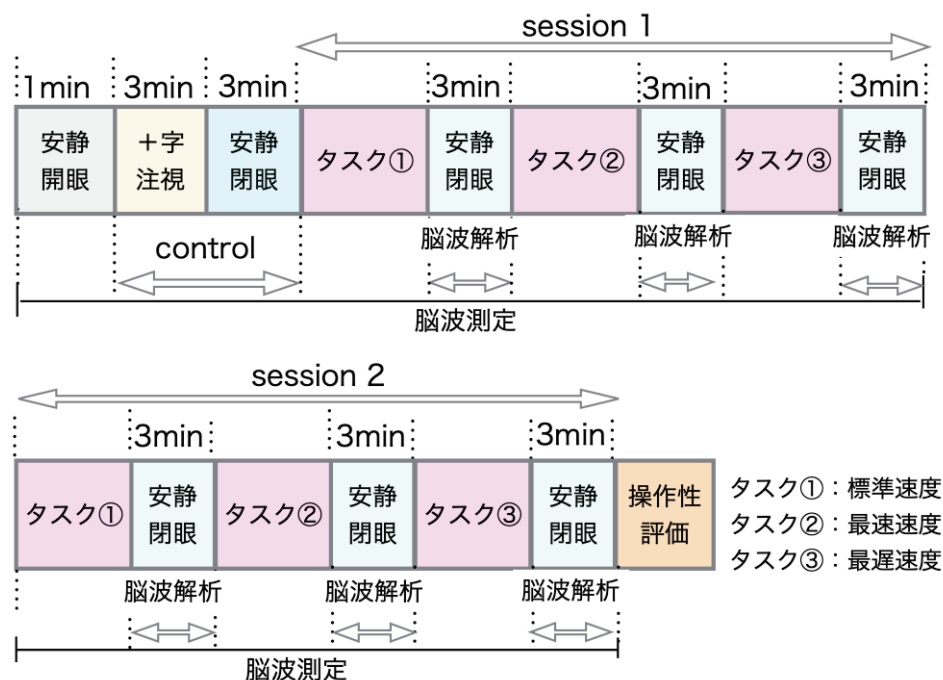 session 1
1min 3min 3min 3min 3min 3min
安静開眼
＋字注視
安静閉眼
タスク①
安静閉眼
タスク②
安静閉眼
タスク③
安静閉眼
control
脳波解析 脳波解析 脳波解析
脳波測定
session 2
3min 3min 3min
タスク①
安静閉眼
タスク②
安静閉眼
タスク③
安静閉眼
操作性評価
タスク①：標準速度
タスク②：最速速度
タスク③：最遅速度
脳波解析 脳波解析 脳波解析
脳波測定